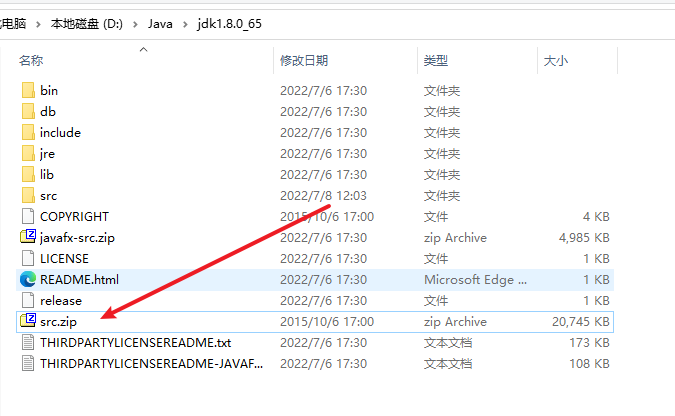 电脑 › 本地磁盘 (D:) › Java › jdk1.8.0_65
名称 修改日期 类型 大小
bin 2022/7/6 17:30 文件夹
db 2022/7/6 17:30 文件夹
include 2022/7/6 17:30 文件夹
jre 2022/7/6 17:30 文件夹
lib 2022/7/6 17:30 文件夹
src 2022/7/8 12:03 文件夹
COPYRIGHT 2015/10/6 17:00 文件 4 KB
javafx-src.zip 2022/7/6 17:30 zip Archive 4,985 KB
LICENSE 2022/7/6 17:30 文件 1 KB
README.html 2022/7/6 17:30 Microsoft Edge ... 1 KB
release 2022/7/6 17:30 文件 1 KB
src.zip 2015/10/6 17:00 zip Archive 20,745 KB
THIRDPARTYLICENSEREADME.txt 2022/7/6 17:30 文本文档 173 KB
THIRDPARTYLICENSEREADME-JAVAF... 2022/7/6 17:30 文本文档 108 KB